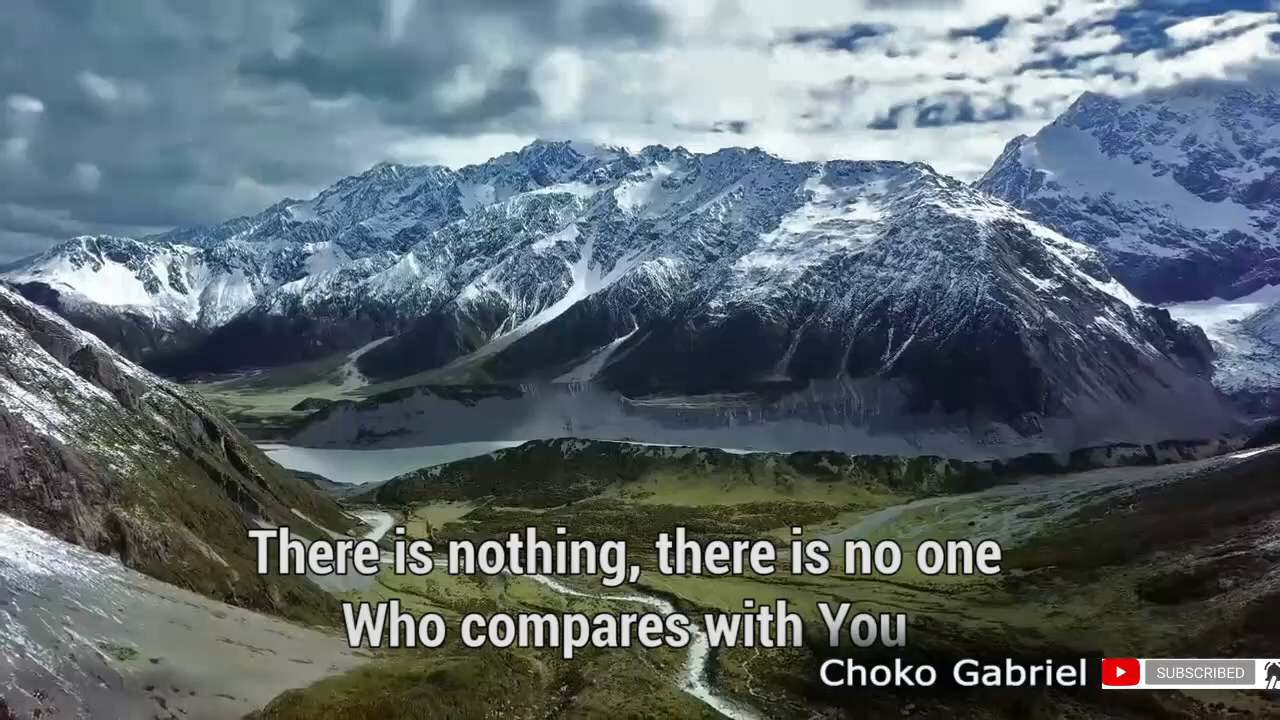 There is nothing, there is no one
Who compares with You
Choko Gabriel
SUBSCRIBED